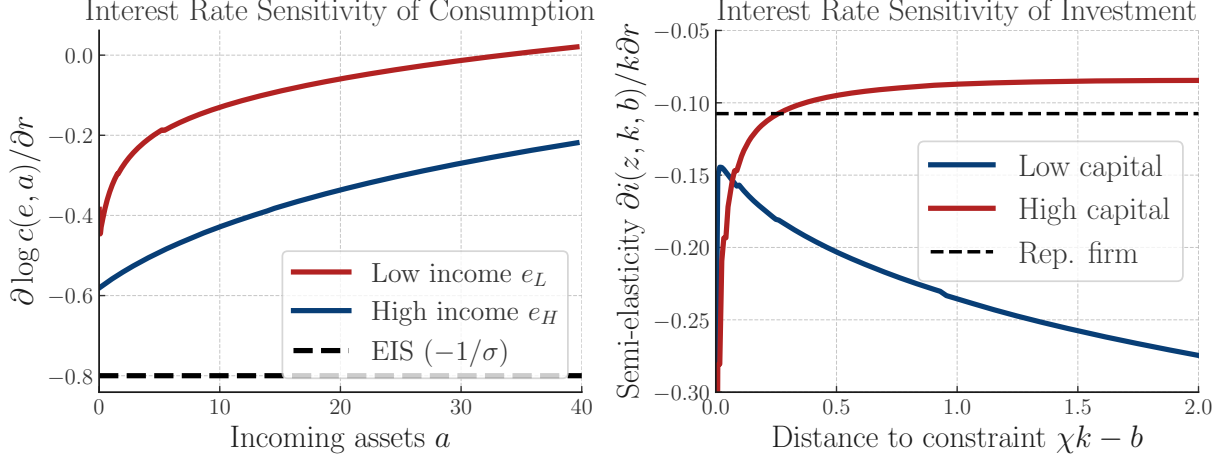 Interest Rate Sensitivity of Consumption
∂ log c(e, a)/∂r
0.0
−0.2
−0.4
−0.6
−0.8
Low income e_L
High income e_H
EIS (−1/σ)
0
10
20
30
40
Incoming assets a
Interest Rate Sensitivity of Investment
Semi-elasticity ∂i(z, k, b)/k∂r
−0.05
−0.10
−0.15
−0.20
−0.25
−0.30
Low capital
High capital
Rep. firm
0.0
0.5
1.0
1.5
2.0
Distance to constraint χk − b